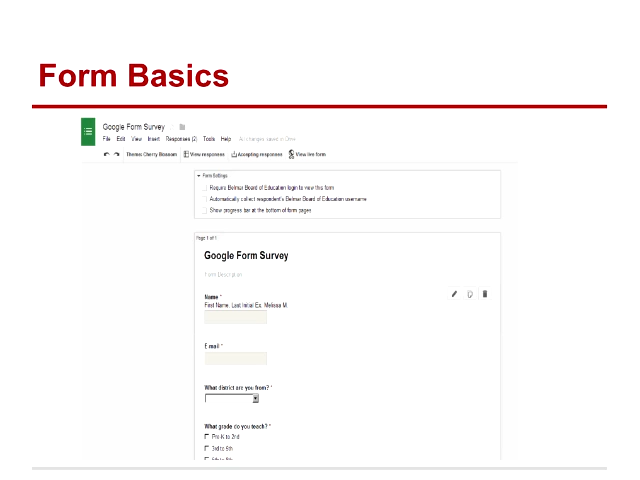 Form Basics
Google Form Survey
File Edit View Insert Responses (2) Tools Help All changes saved in Drive
Theme: Cherry Blossom View responses Accepting responses View live form
Form Settings
Require Belmar Board of Education login to view this form
Automatically collect respondent's Belmar Board of Education username
Show progress bar at the bottom of form pages
Page 1 of 1
Google Form Survey
Form Description
Name *
First Name, Last Initial Ex. Melissa M.
E-mail *
What district are you from? *
What grade do you teach? *
Pre-K to 2nd
3rd to 5th